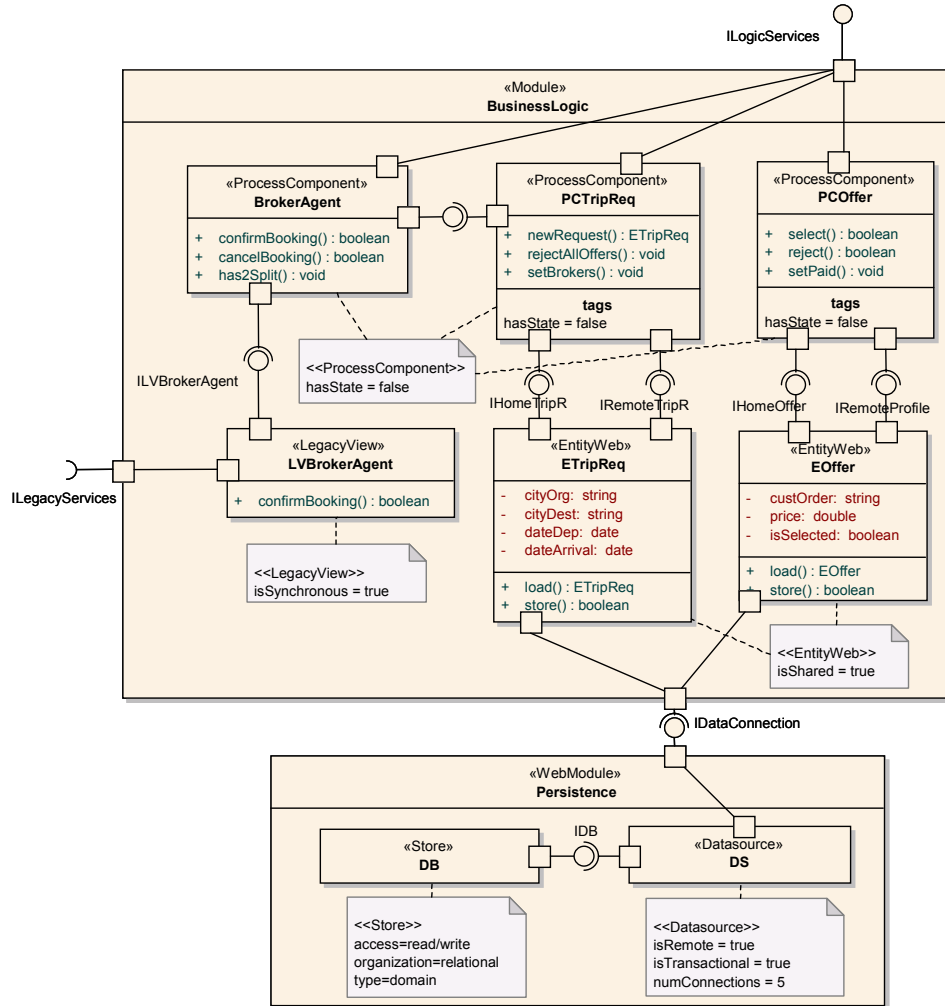 ILogicServices
«Module»
BusinessLogic
«ProcessComponent»
BrokerAgent
+ confirmBooking() : boolean
+ cancelBooking() : boolean
+ has2Split() : void
«ProcessComponent»
PCTripReq
+ newRequest() : ETripReq
+ rejectAllOffers() : void
+ setBrokers() : void
tags
hasState = false
«ProcessComponent»
PCOffer
+ select() : boolean
+ reject() : boolean
+ setPaid() : void
tags
hasState = false
<<ProcessComponent>>
hasState = false
ILVBrokerAgent
IHomeTripR
IRemoteTripR
IHomeOffer
IRemoteProfile
ILegacyServices
«LegacyView»
LVBrokerAgent
+ confirmBooking() : boolean
<<LegacyView>>
isSynchronous = true
«EntityWeb»
ETripReq
- cityOrg: string
- cityDest: string
- dateDep: date
- dateArrival: date
+ load() : ETripReq
+ store() : boolean
«EntityWeb»
EOffer
- custOrder: string
- price: double
- isSelected: boolean
+ load() : EOffer
+ store() : boolean
<<EntityWeb>>
isShared = true
IDataConnection
«WebModule»
Persistence
«Store»
DB
IDB
«Datasource»
DS
<<Store>>
access=read/write
organization=relational
type=domain
<<Datasource>>
isRemote = true
isTransactional = true
numConnections = 5